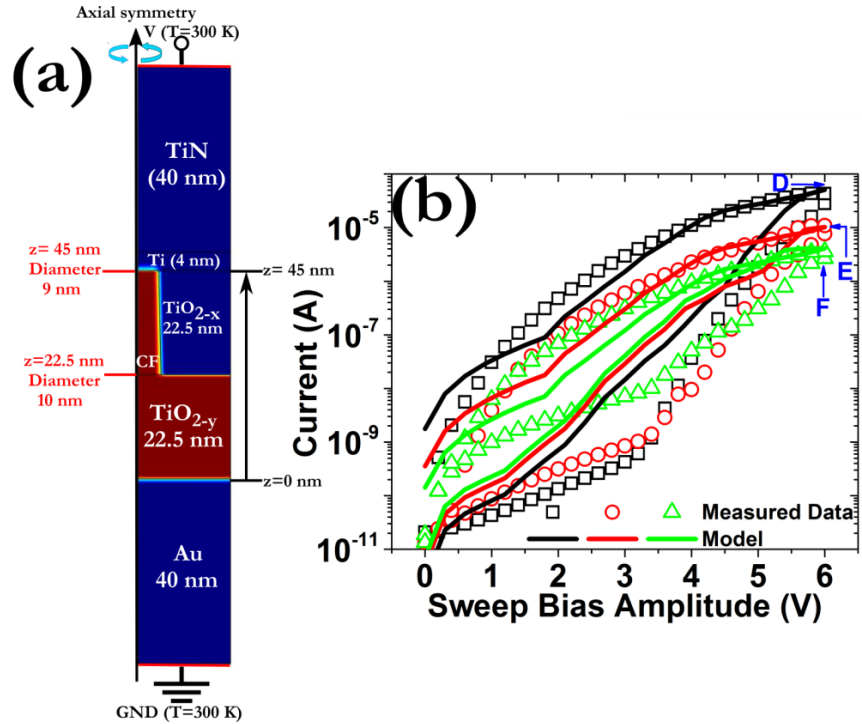 Axial symmetry
V (T=300 K)
(a)
TiN
(40 nm)
z= 45 nm
Diameter
9 nm
Ti (4 nm)
z= 45 nm
TiO2-x
22.5 nm
z=22.5 nm
Diameter
10 nm
CF
TiO2-y
22.5 nm
z=0 nm
Au
40 nm
GND (T=300 K)
(b)
D
E
F
10-5
10-7
10-9
10-11
Current (A)
Measured Data
Model
0 1 2 3 4 5 6
Sweep Bias Amplitude (V)